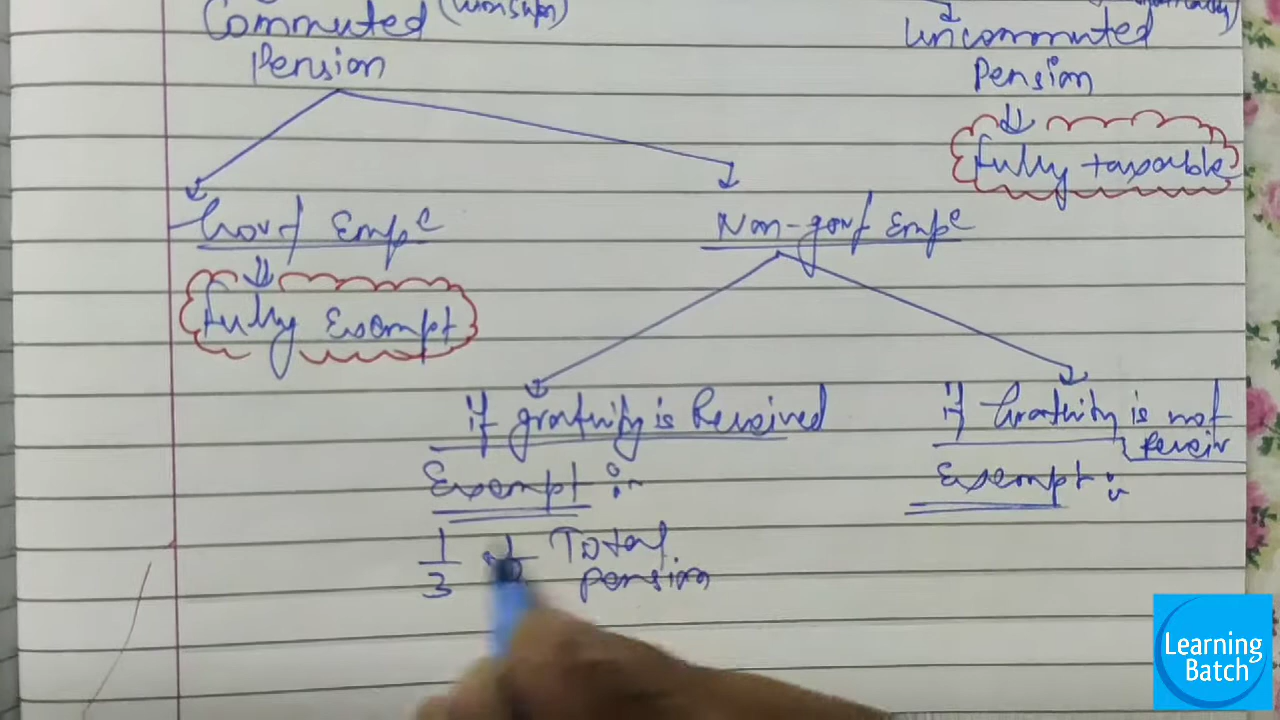 Commuted
Pension
Uncommuted
Pension
Fully taxable
Govt Empe
Non-govt Empe
Fully Exempt
if gratuity is Received
if Gratuity is not
Receiv
Exempt :-
Exempt :-
1/3
Total
pension
Learning
Batch